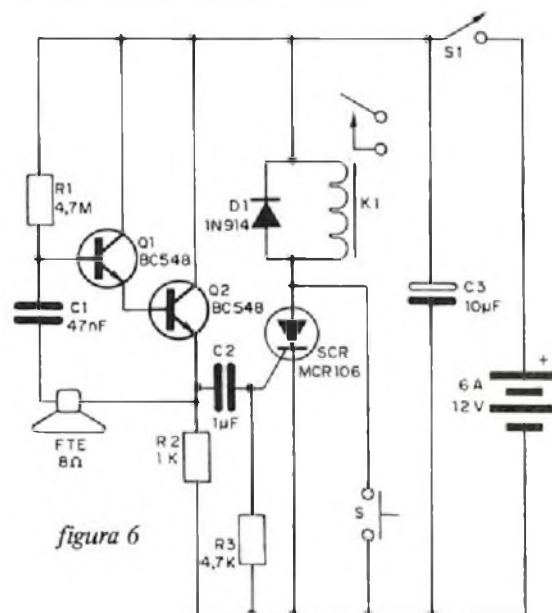 S1
R1
4,7M
Q1
BC548
D1
1N914
K1
Q2
BC548
C1
47nF
C2
1µF
SCR
MCR106
C3
10µF
+
6 A
12 V
FTE
8Ω
R2
1 K
S
R3
4,7K
figura 6